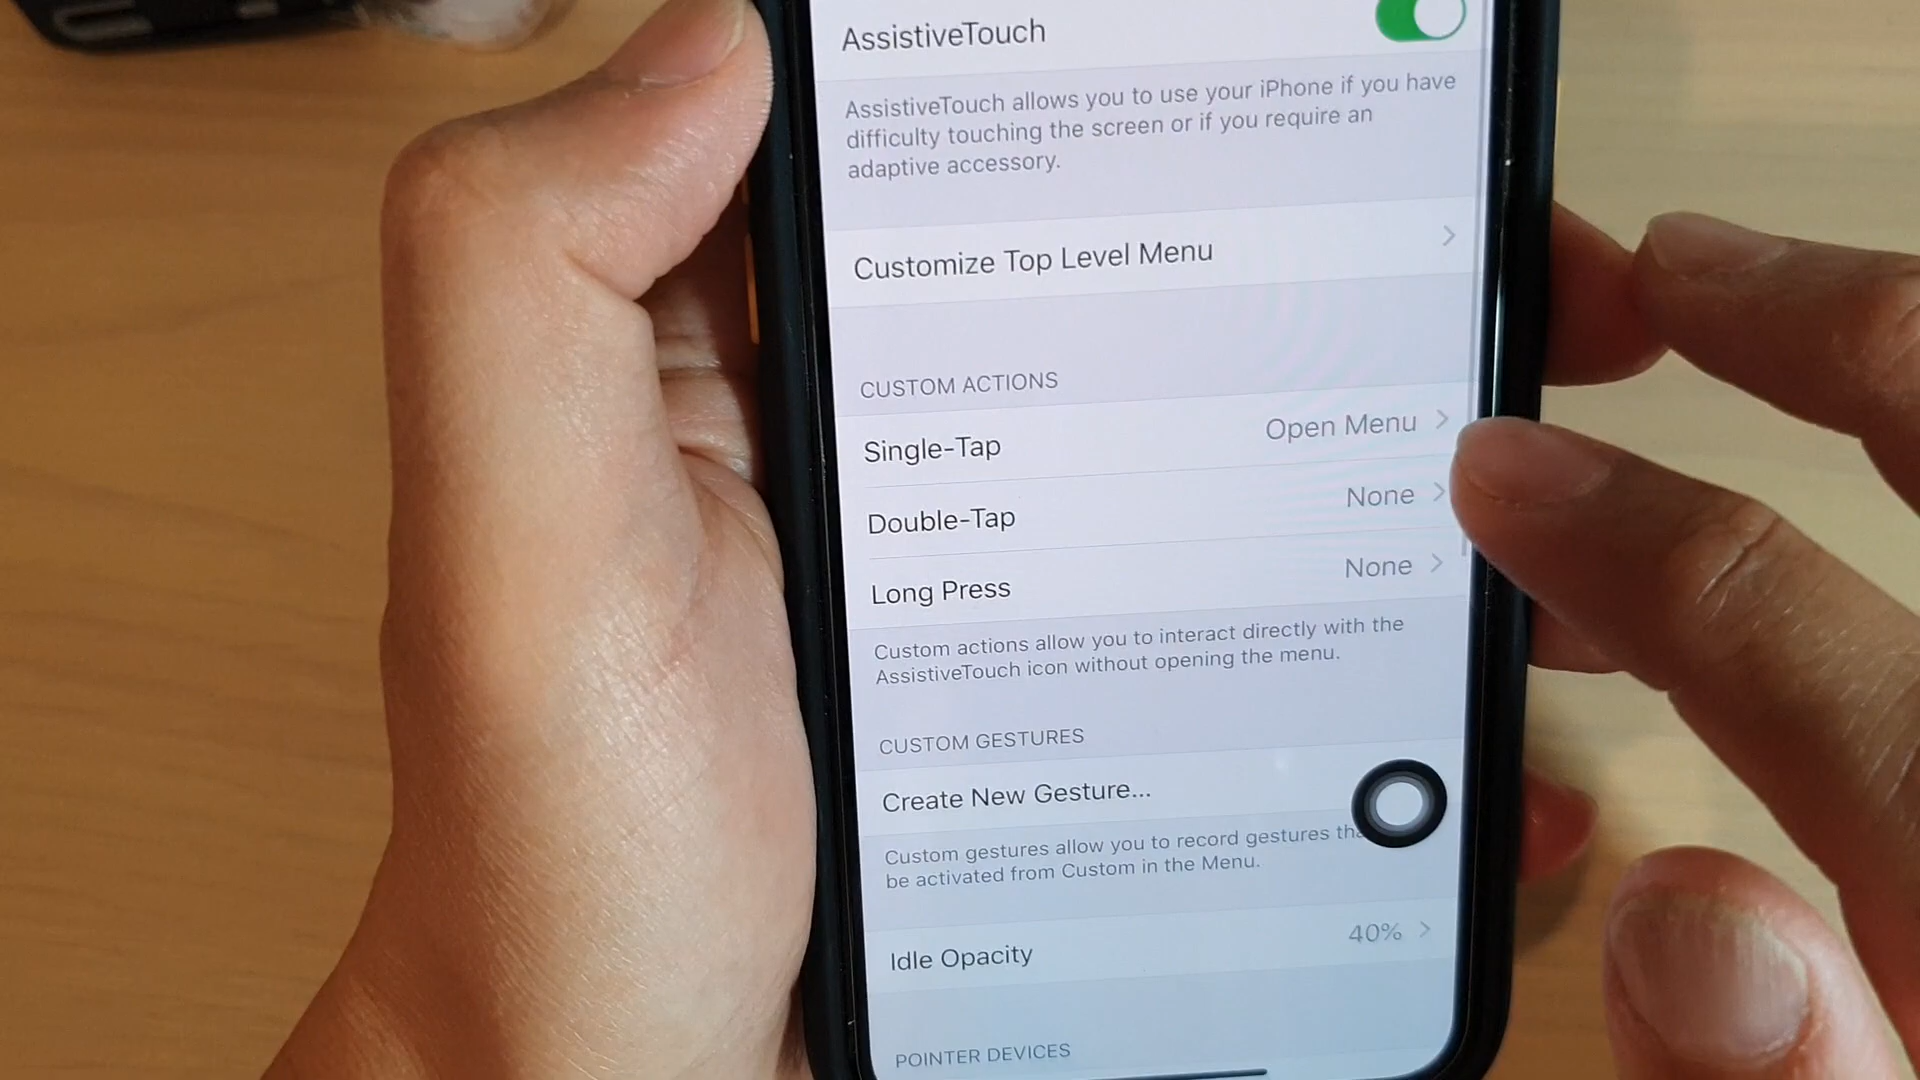 AssistiveTouch
AssistiveTouch allows you to use your iPhone if you have
difficulty touching the screen or if you require an
adaptive accessory.
Customize Top Level Menu
CUSTOM ACTIONS
Single-Tap Open Menu
Double-Tap None
Long Press None
Custom actions allow you to interact directly with the
AssistiveTouch icon without opening the menu.
CUSTOM GESTURES
Create New Gesture...
Custom gestures allow you to record gestures
be activated from Custom in the Menu.
Idle Opacity 40%
POINTER DEVICES